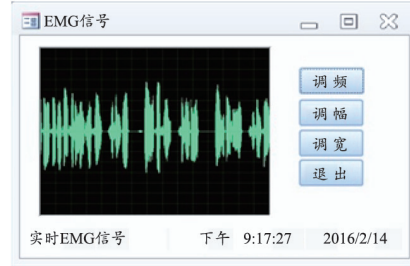 EMG信号
调 频
调 幅
调 宽
退 出
实时EMG信号 下午 9:17:27 2016/2/14